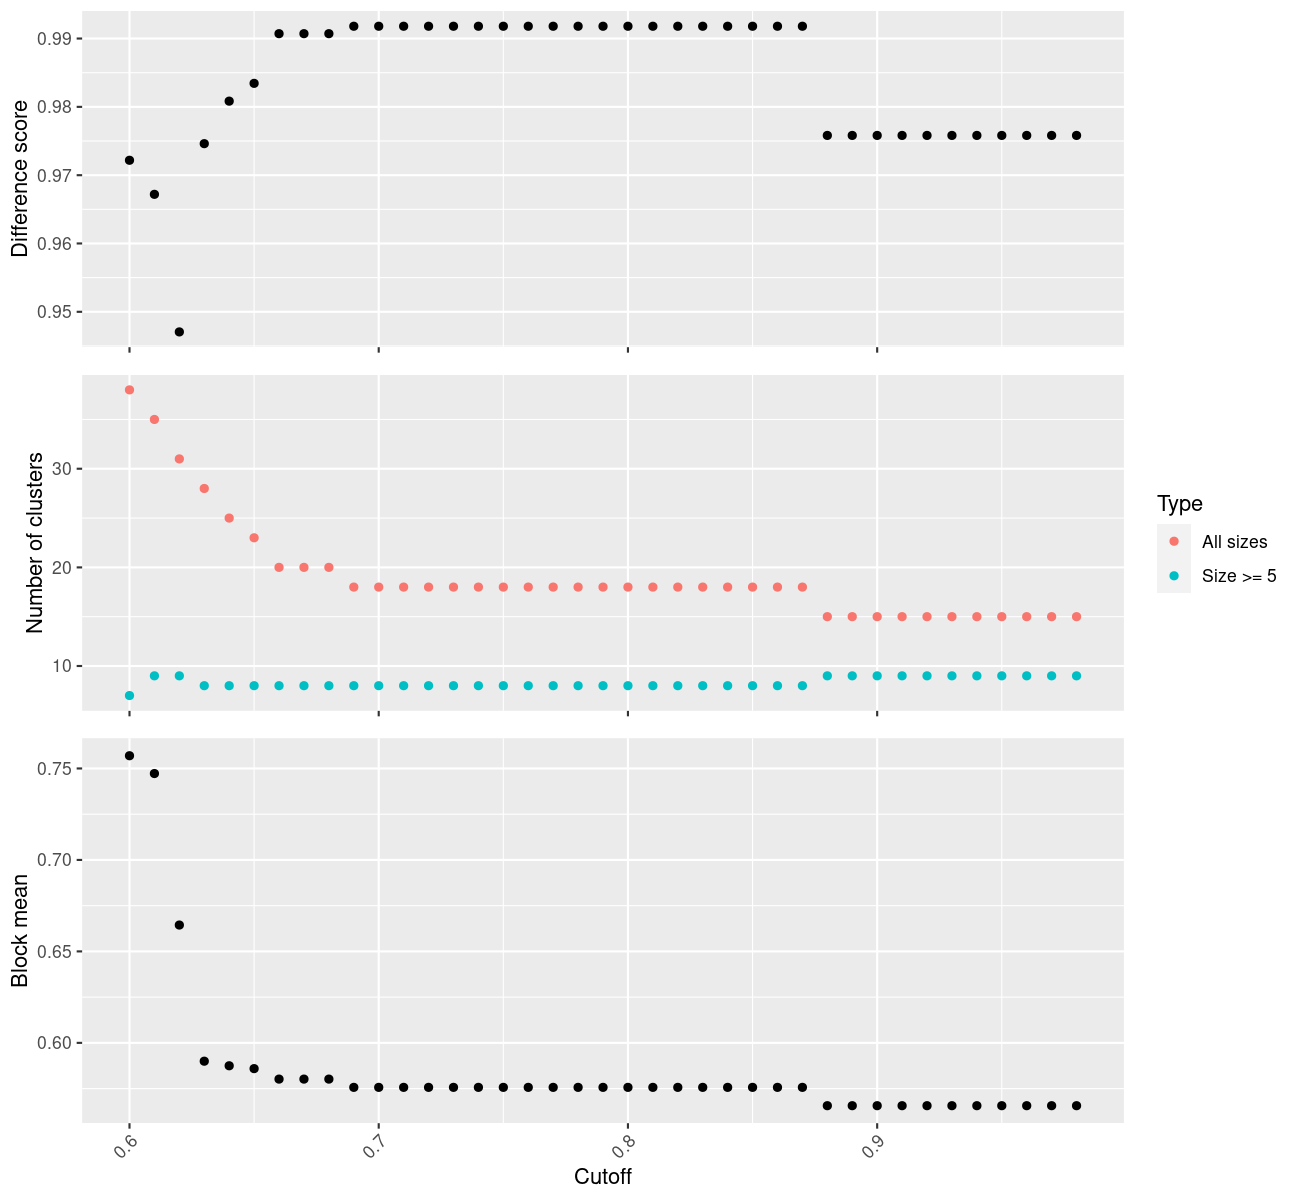 0.99
0.98
0.97
0.96
0.95
Difference score
30
20
10
Number of clusters
Type
All sizes
Size >= 5
0.75
0.70
0.65
0.60
Block mean
0.6
0.7
0.8
0.9
Cutoff